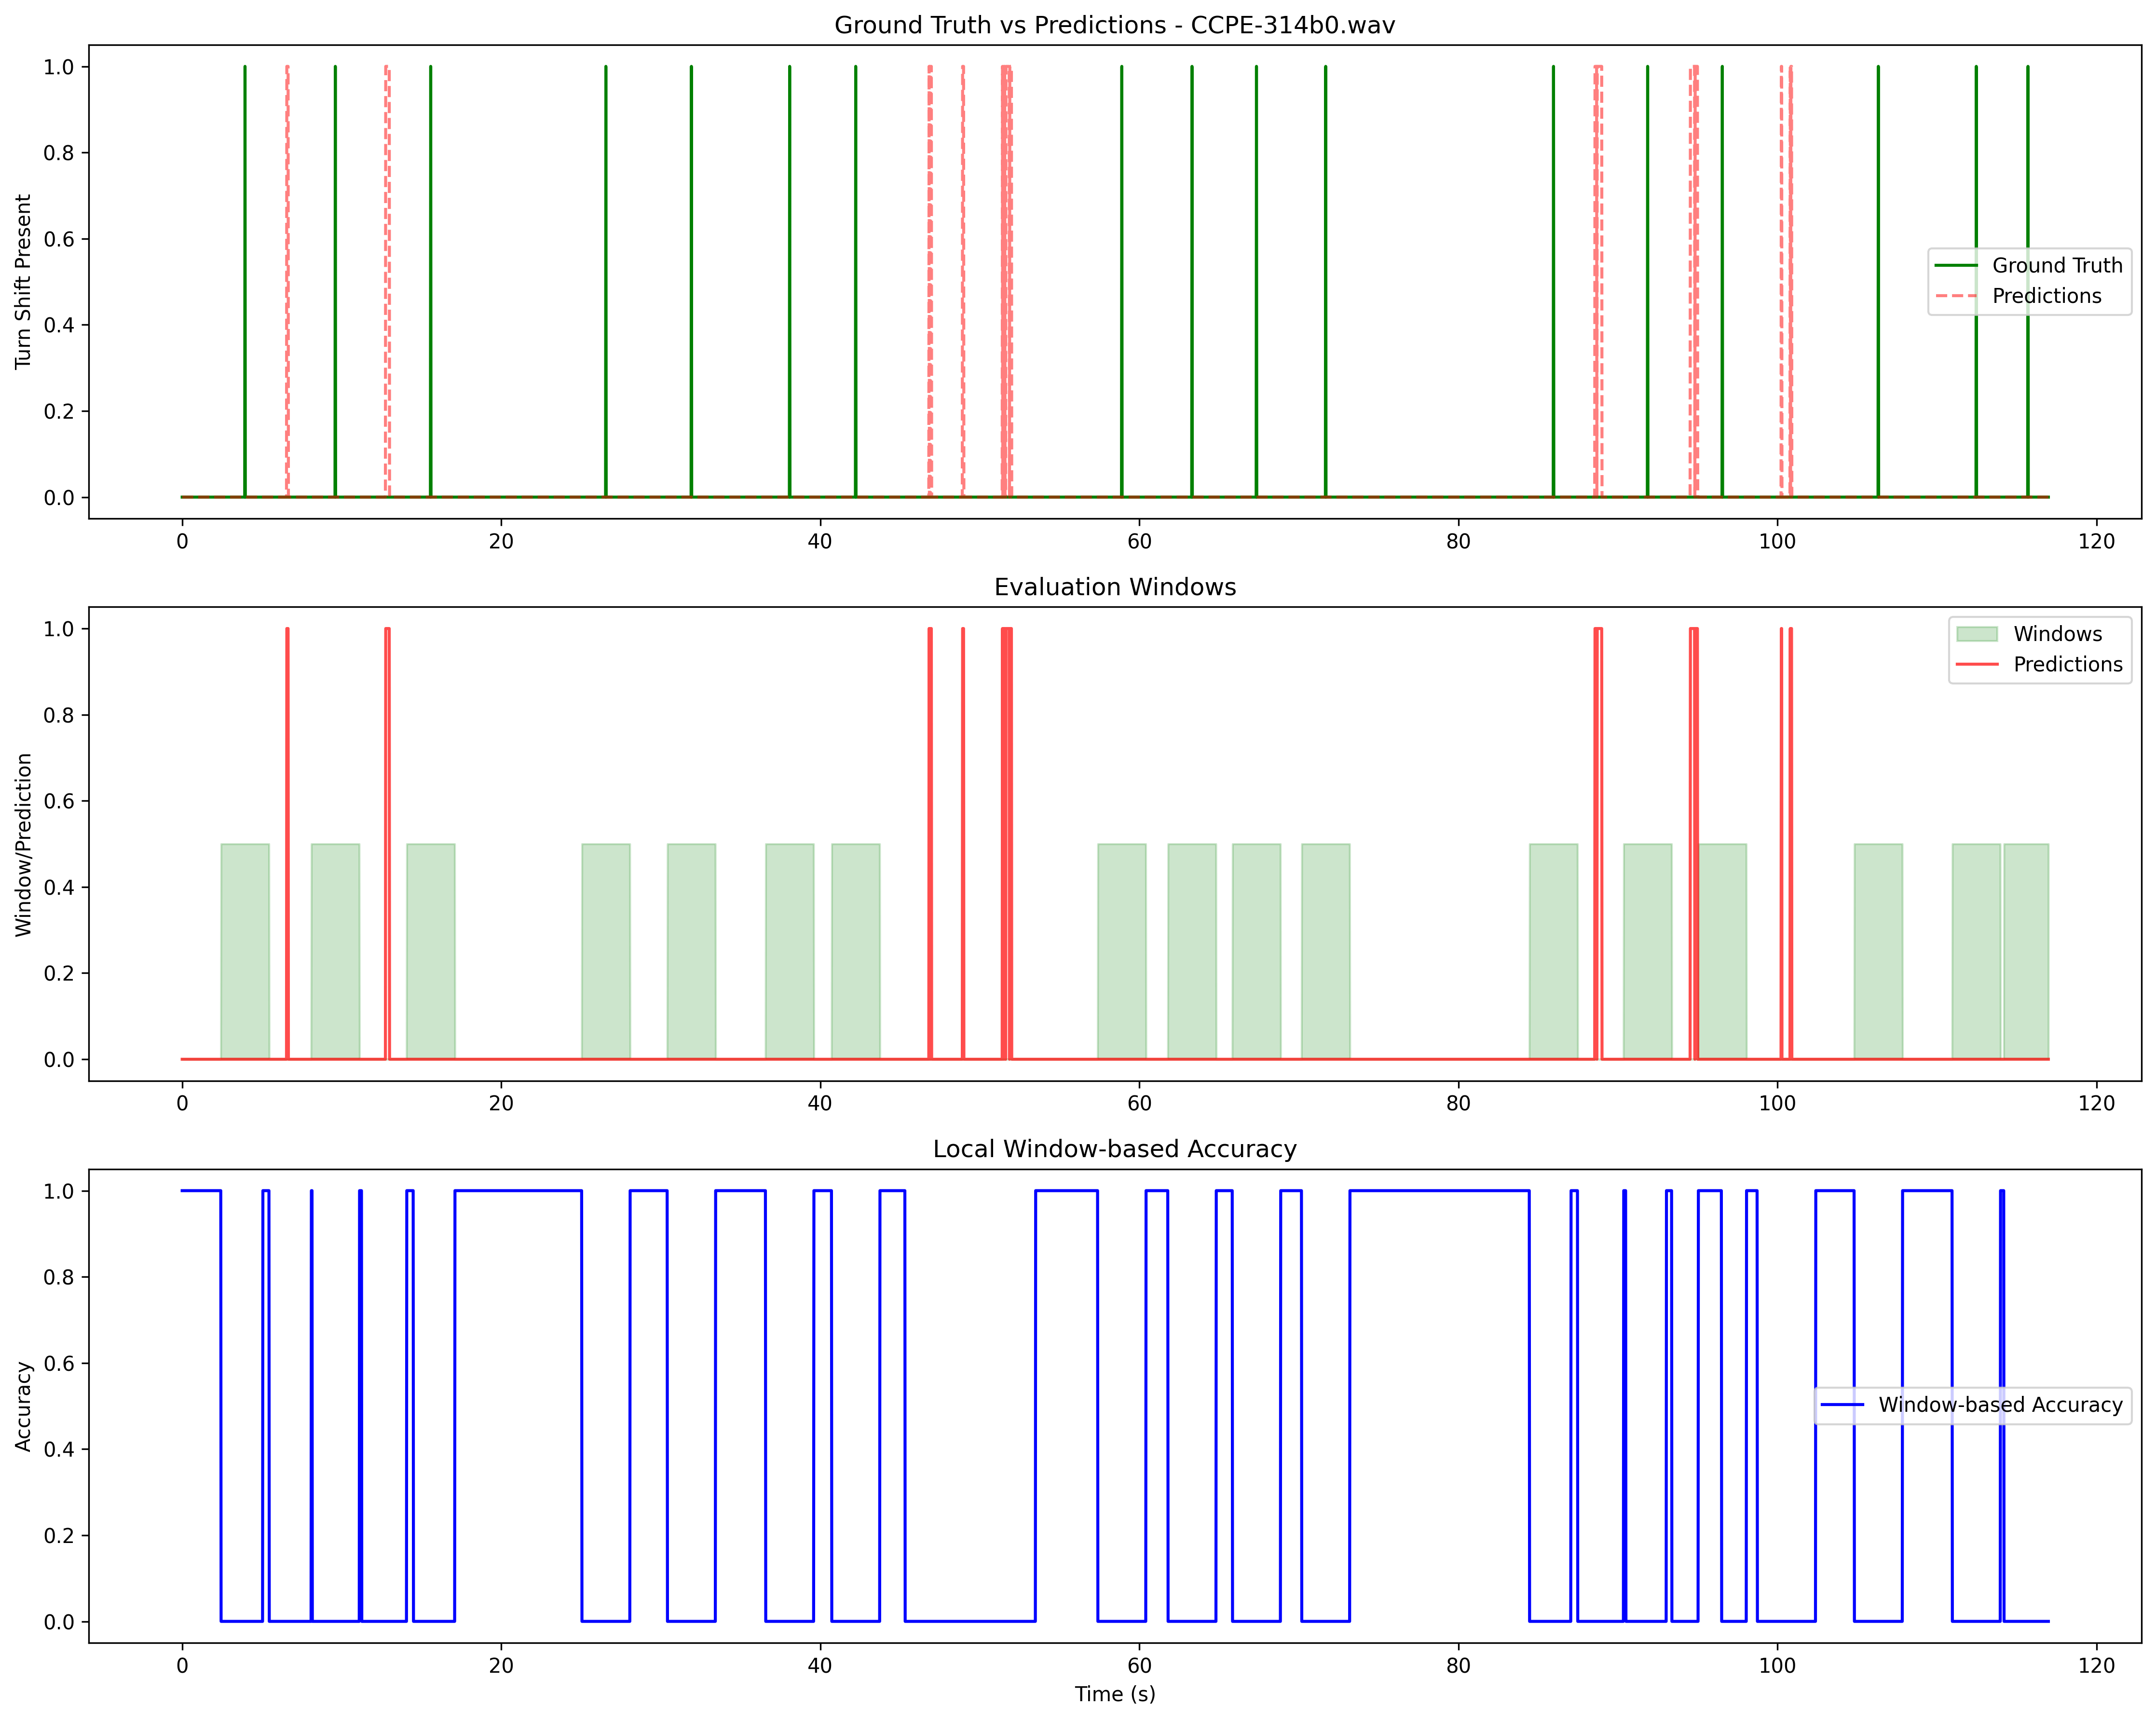 Ground Truth vs Predictions - CCPE-314b0.wav
Turn Shift Present
1.0
0.8
0.6
0.4
0.2
0.0
Ground Truth
Predictions
0 20 40 60 80 100 120
Evaluation Windows
Window/Prediction
1.0
0.8
0.6
0.4
0.2
0.0
Windows
Predictions
0 20 40 60 80 100 120
Local Window-based Accuracy
Accuracy
1.0
0.8
0.6
0.4
0.2
0.0
Window-based Accuracy
0 20 40 60 80 100 120
Time (s)